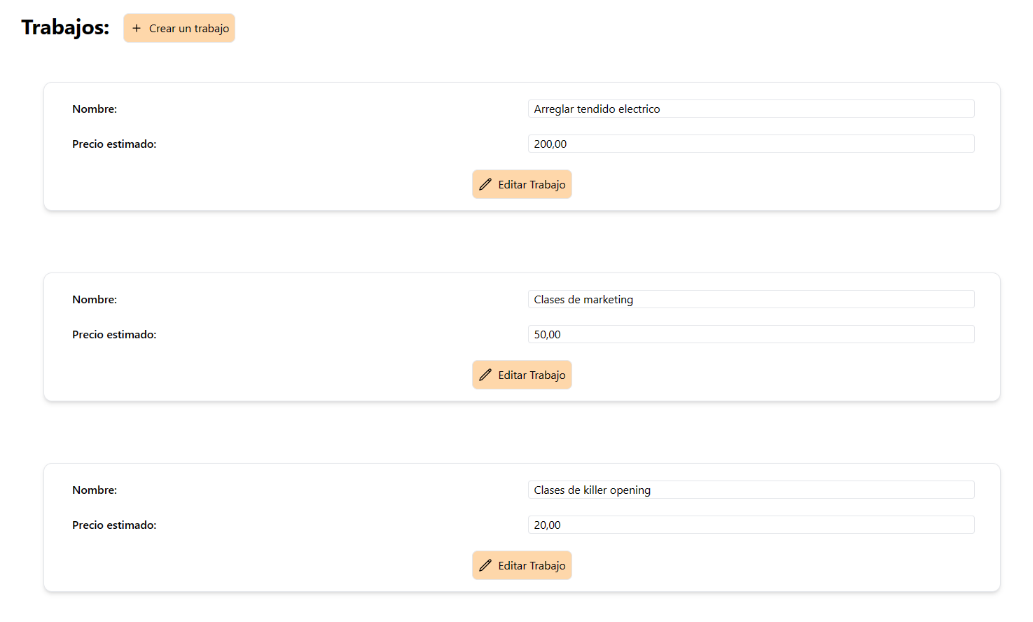 Trabajos: + Crear un trabajo
Nombre: Arreglar tendido electrico
Precio estimado: 200,00
Editar Trabajo
Nombre: Clases de marketing
Precio estimado: 50,00
Editar Trabajo
Nombre: Clases de killer opening
Precio estimado: 20,00
Editar Trabajo